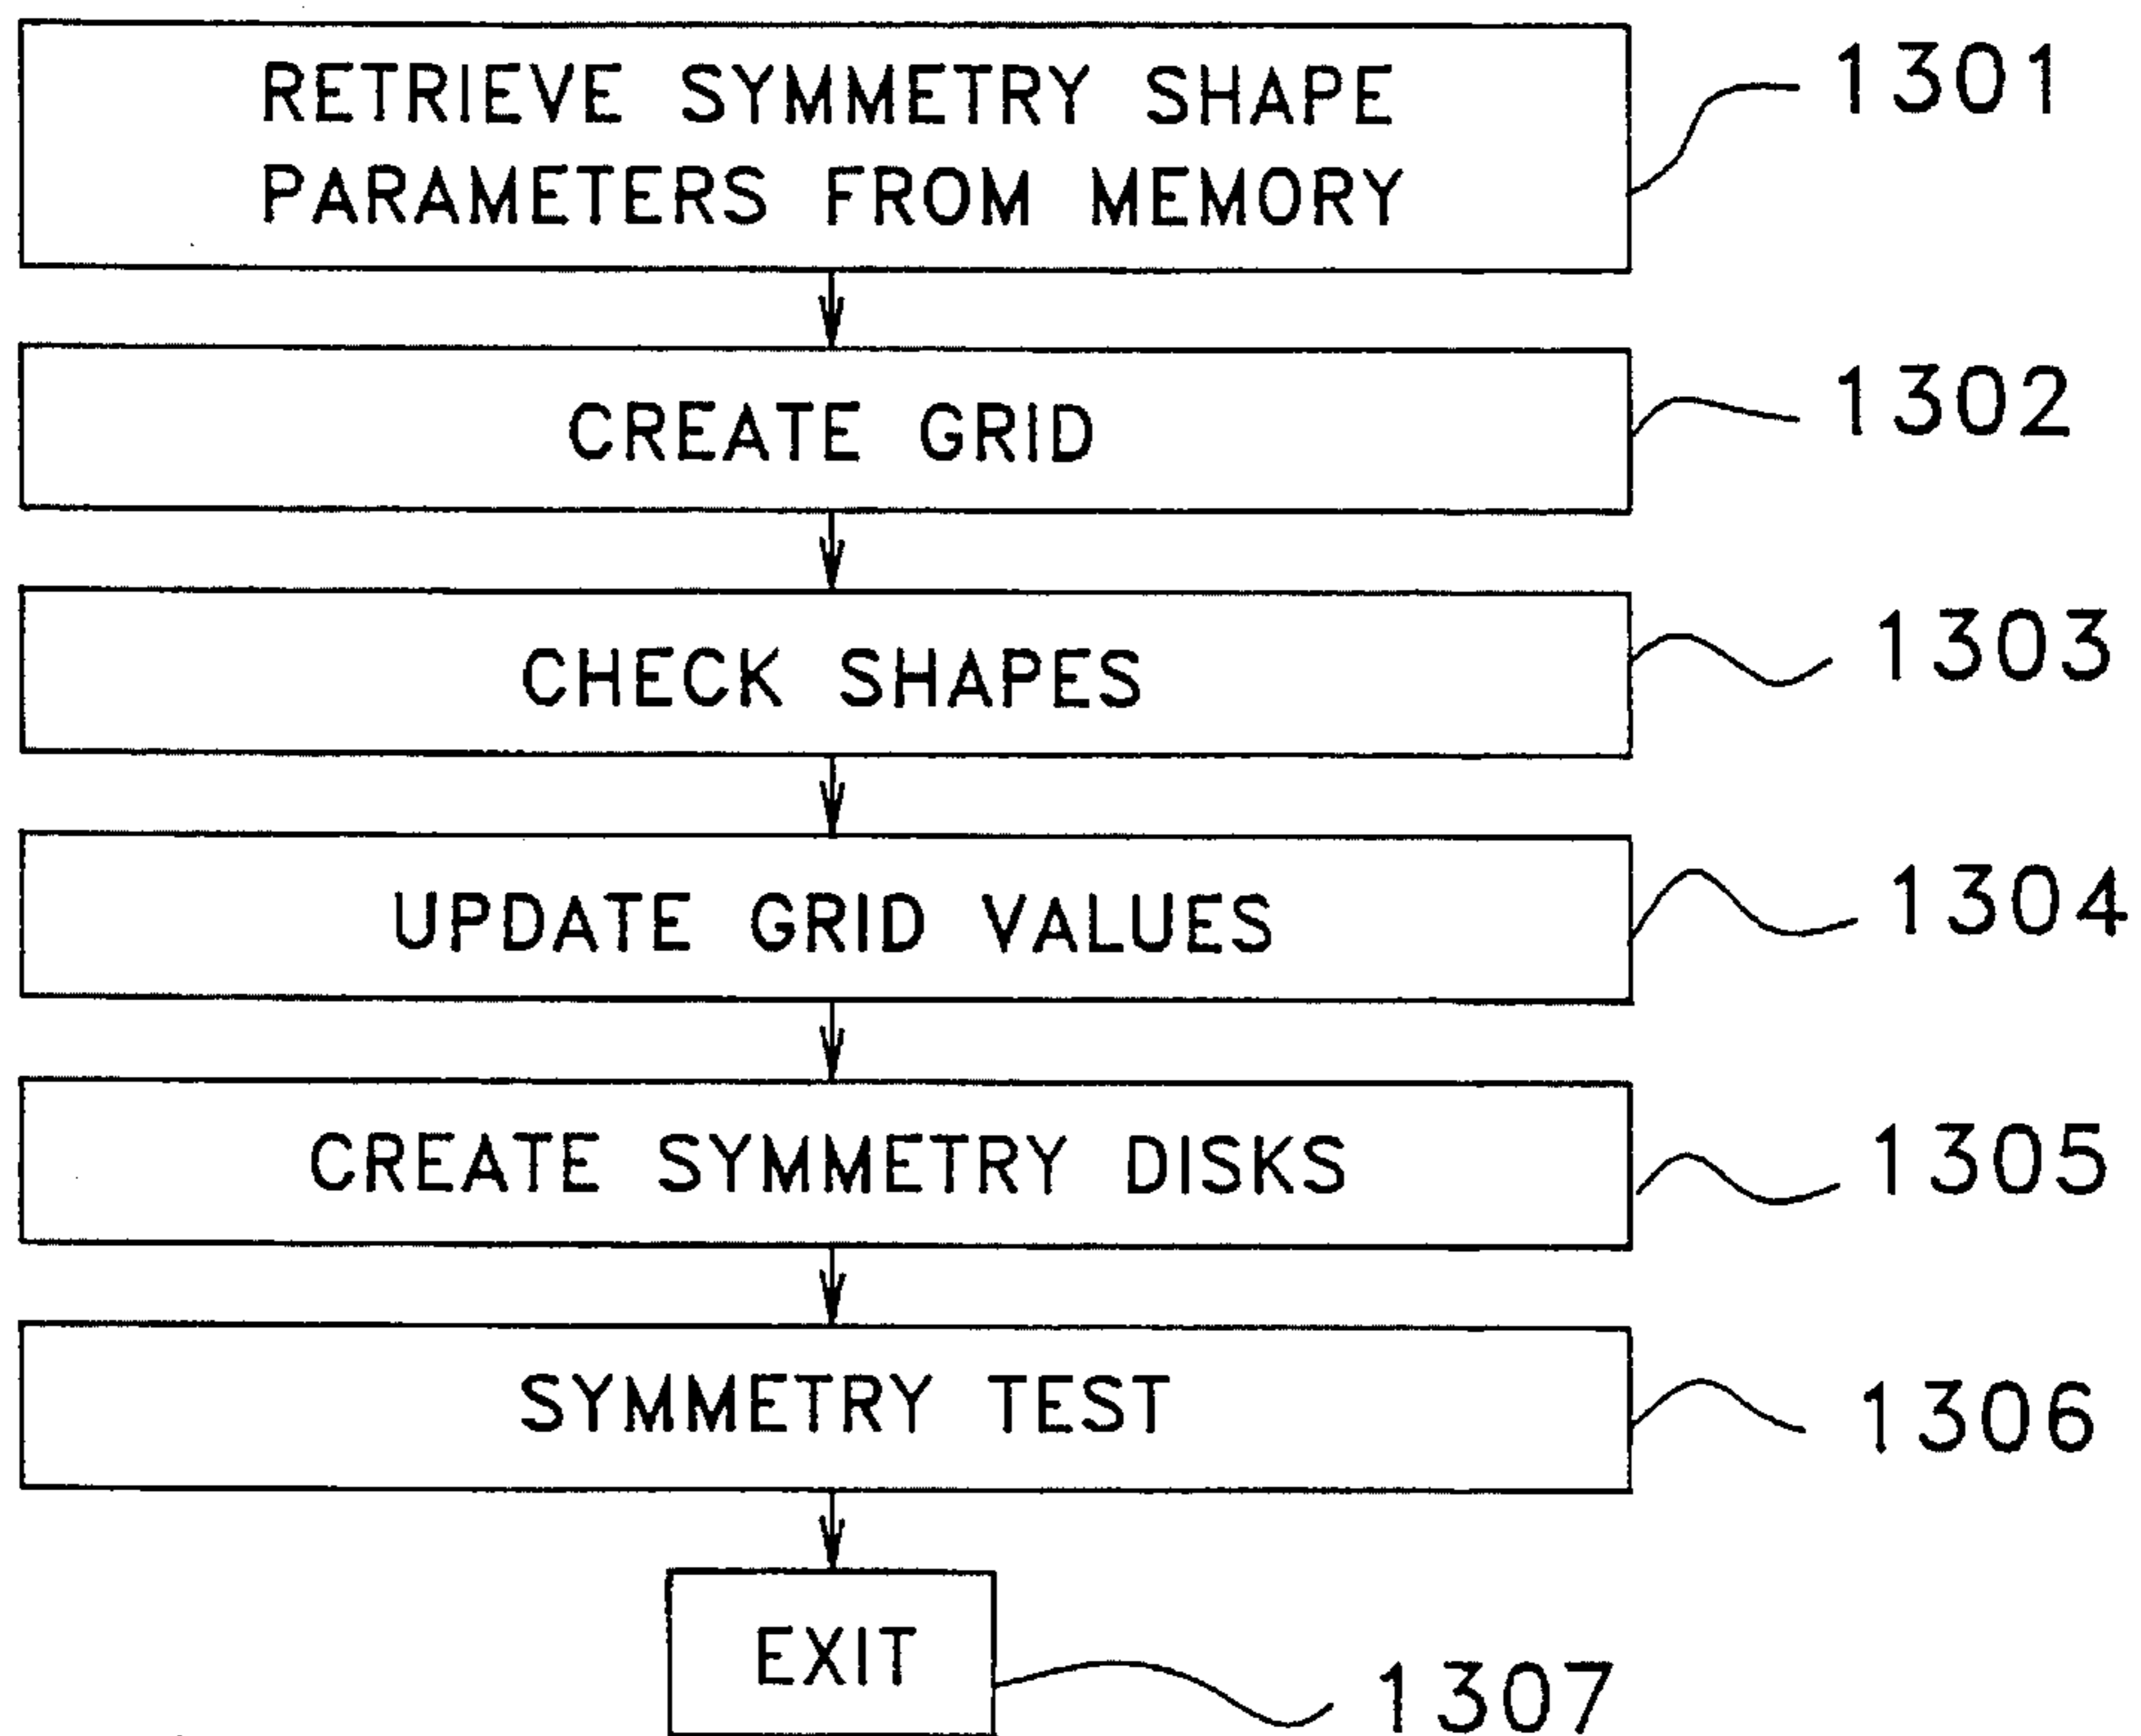 RETRIEVE SYMMETRY SHAPE
PARAMETERS FROM MEMORY
1301
CREATE GRID
1302
CHECK SHAPES
1303
UPDATE GRID VALUES
1304
CREATE SYMMETRY DISKS
1305
SYMMETRY TEST
1306
EXIT
1307